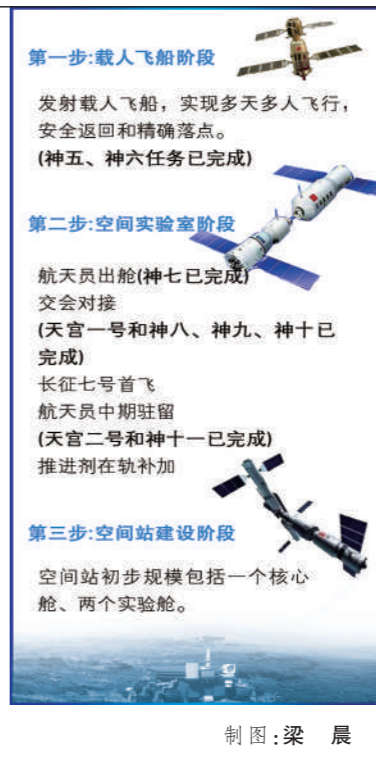 第一步:载人飞船阶段
发射载人飞船，实现多天多人飞行，
安全返回和精确落点。
(神五、神六任务已完成)
第二步:空间实验室阶段
航天员出舱(神七已完成)
交会对接
(天宫一号和神八、神九、神十已
完成)
长征七号首飞
航天员中期驻留
(天宫二号和神十一已完成)
推进剂在轨补加
第三步:空间站建设阶段
空间站初步规模包括一个核心
舱、两个实验舱。
制图:梁　晨